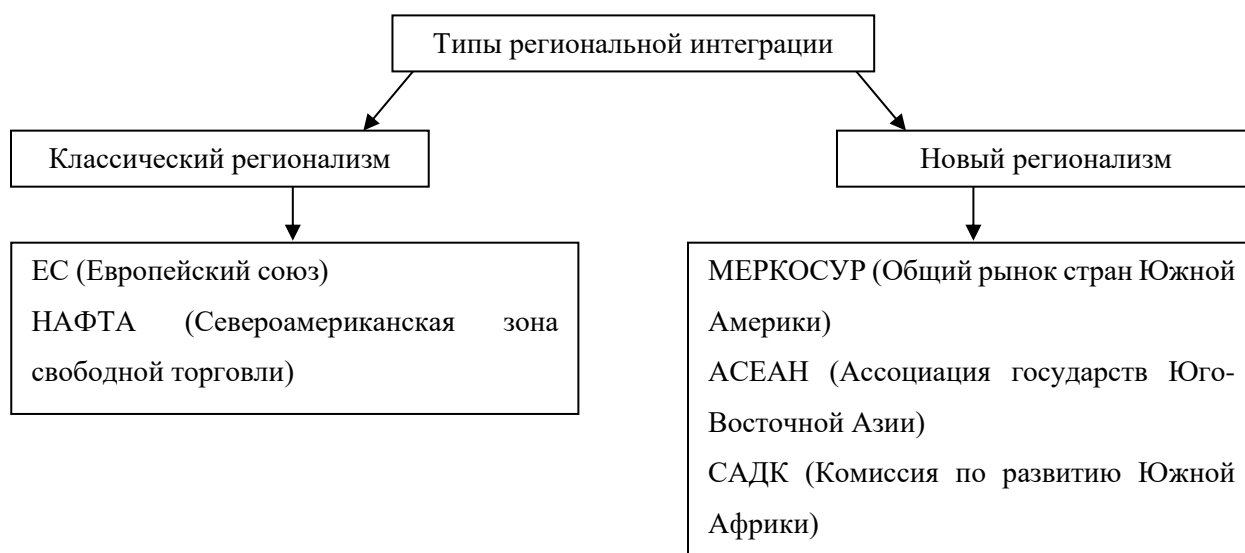 Типы региональной интеграции
Классический регионализм
Новый регионализм
ЕС (Европейский союз)
НАФТА (Североамериканская зона
свободной торговли)
МЕРКОСУР (Общий рынок стран Южной
Америки)
АСЕАН (Ассоциация государств Юго-
Восточной Азии)
САДК (Комиссия по развитию Южной
Африки)